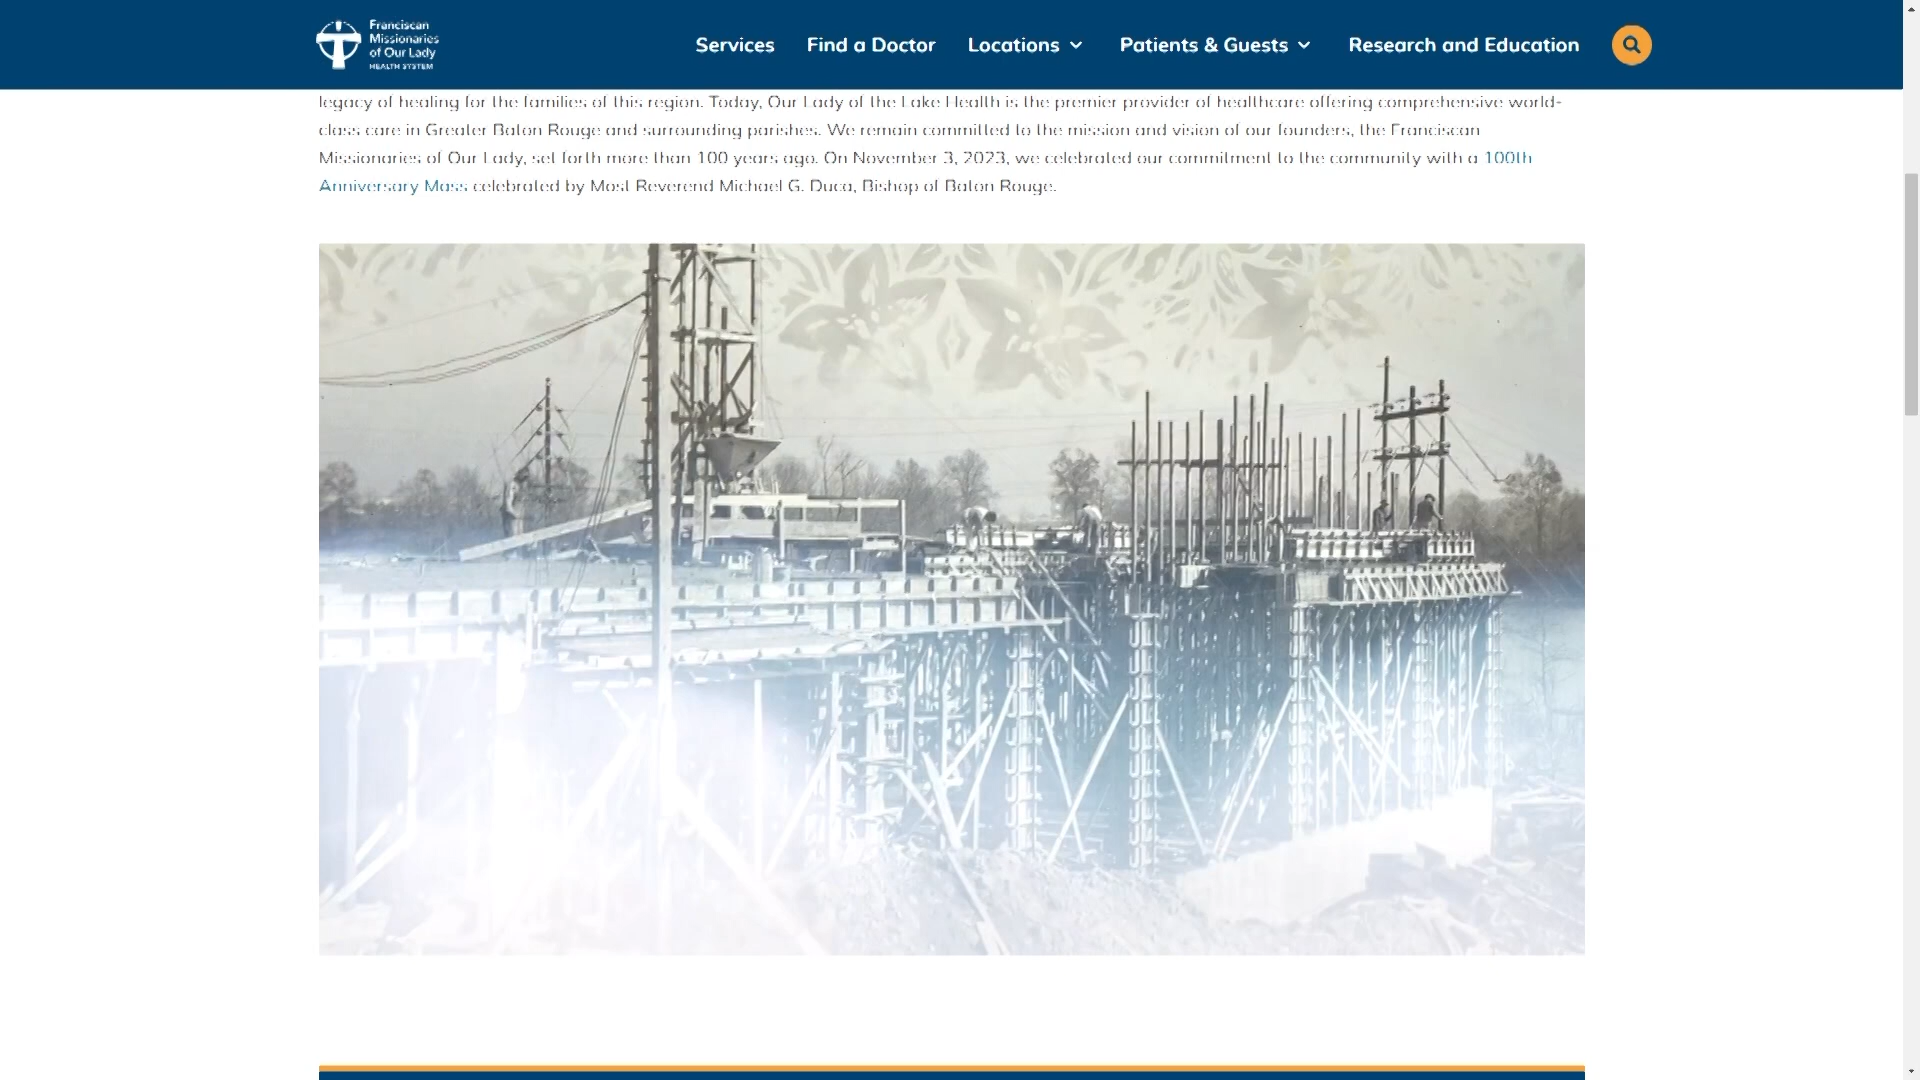 Franciscan
Missionaries
of Our Lady
HEALTH SYSTEM
Services Find a Doctor Locations Patients & Guests Research and Education
legacy of healing for the families of this region. Today, Our Lady of the Lake Health is the premier provider of healthcare offering comprehensive world-
class care in Greater Baton Rouge and surrounding parishes. We remain committed to the mission and vision of our founders, the Franciscan
Missionaries of Our Lady, set forth more than 100 years ago. On November 3, 2023, we celebrated our commitment to the community with a 100th
Anniversary Mass celebrated by Most Reverend Michael G. Duca, Bishop of Baton Rouge.